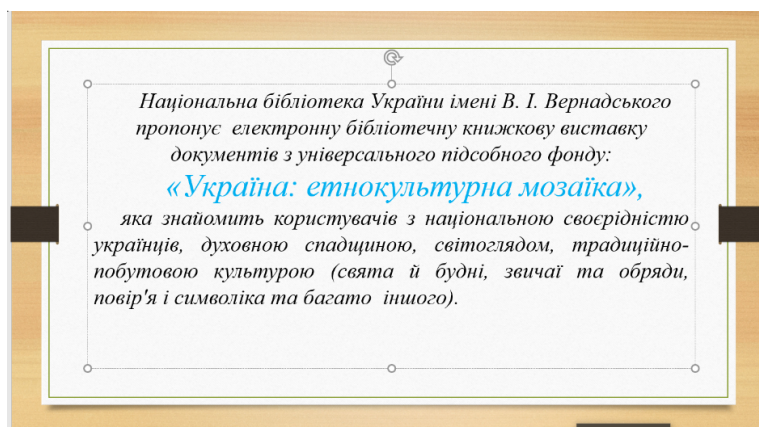 Національна бібліотека України імені В. І. Вернадського
пропонує електронну бібліотечну книжкову виставку
документів з універсального підсобного фонду:
«Україна: етнокультурна мозаїка»,
яка знайомить користувачів з національною своєрідністю
українців, духовною спадщиною, світоглядом, традиційно-
побутовою культурою (свята й будні, звичаї та обряди,
повір'я і символіка та багато іншого).